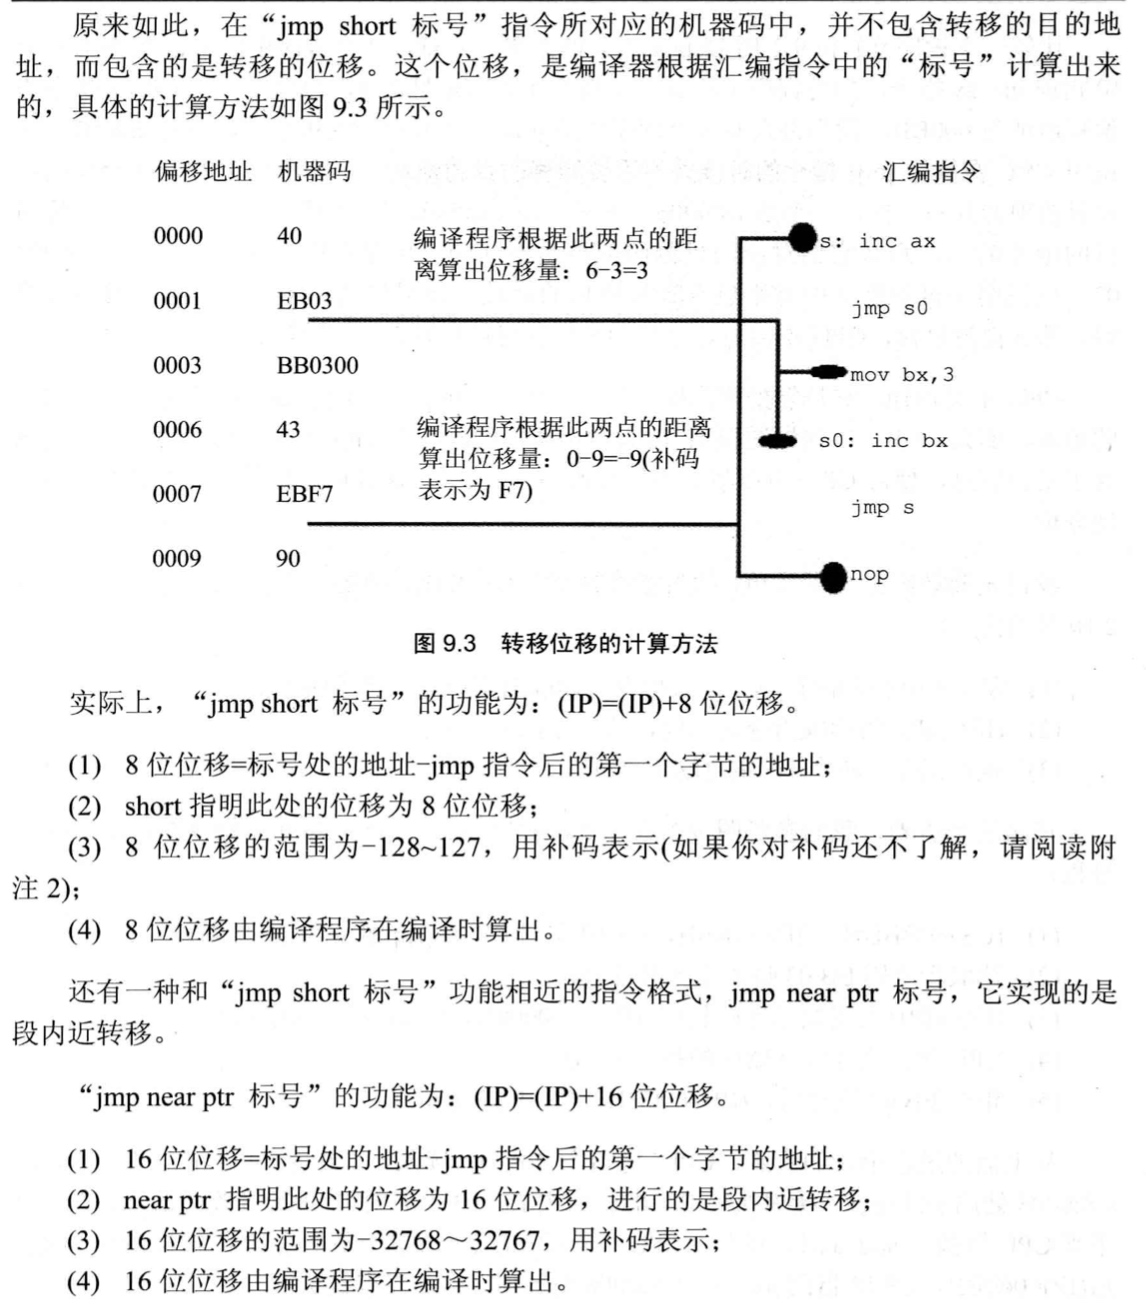 原来如此，在“jmp short 标号”指令所对应的机器码中，并不包含转移的目的地
址，而包含的是转移的位移。这个位移，是编译器根据汇编指令中的“标号”计算出来
的，具体的计算方法如图 9.3 所示。
偏移地址 机器码 汇编指令
0000 40 编译程序根据此两点的距 s: inc ax
离算出位移量：6-3=3
0001 EB03 jmp s0
0003 BB0300 mov bx,3
0006 43 编译程序根据此两点的距离 s0: inc bx
算出位移量：0-9=-9(补码
0007 EBF7 表示为 F7) jmp s
0009 90 nop
图 9.3 转移位移的计算方法
实际上，“jmp short 标号”的功能为：(IP)=(IP)+8 位位移。
(1) 8 位位移=标号处的地址-jmp 指令后的第一个字节的地址；
(2) short 指明此处的位移为 8 位位移；
(3) 8 位位移的范围为-128~127，用补码表示(如果你对补码还不了解，请阅读附
注 2)；
(4) 8 位位移由编译程序在编译时算出。
还有一种和“jmp short 标号”功能相近的指令格式，jmp near ptr 标号，它实现的是
段内近转移。
“jmp near ptr 标号”的功能为：(IP)=(IP)+16 位位移。
(1) 16 位位移=标号处的地址-jmp 指令后的第一个字节的地址；
(2) near ptr 指明此处的位移为 16 位位移，进行的是段内近转移；
(3) 16 位位移的范围为-32768～32767，用补码表示；
(4) 16 位位移由编译程序在编译时算出。